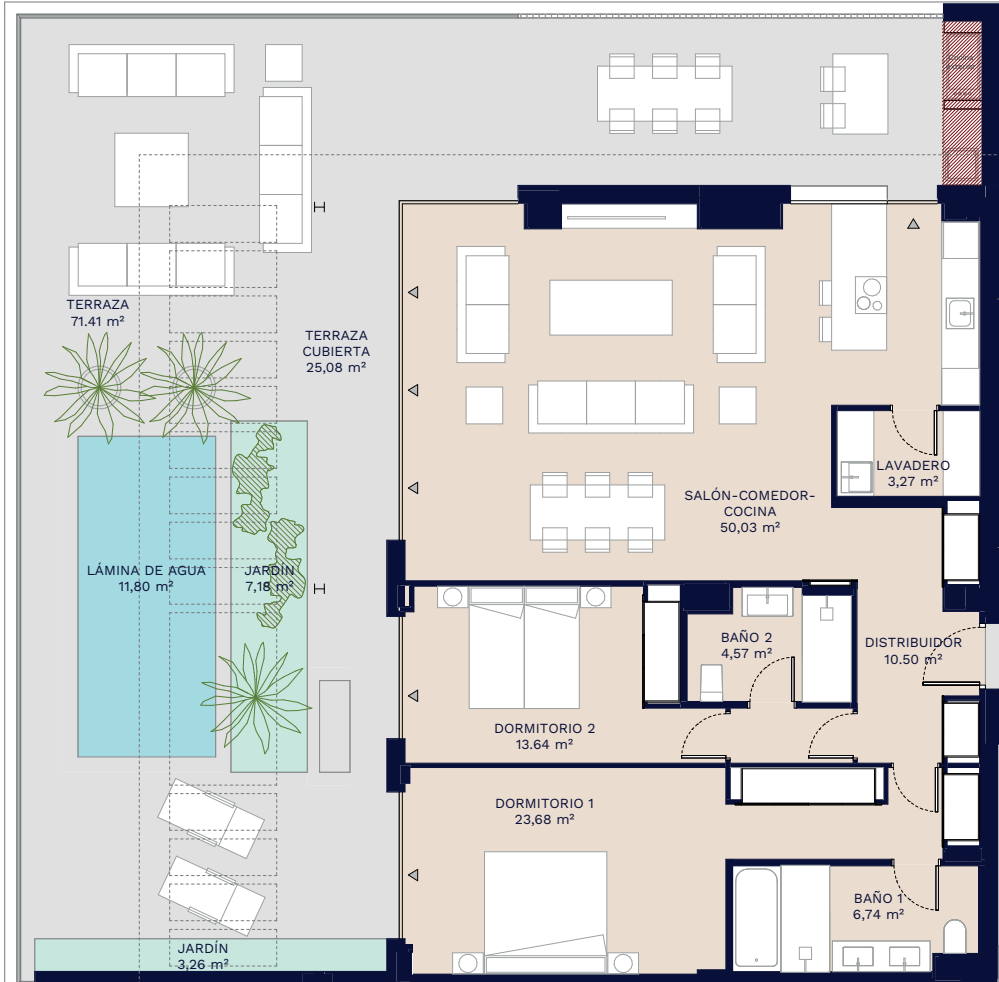 Cocina
exterior
TERRAZA
71.41 m²
TERRAZA
CUBIERTA
25,08 m²
LAVADERO
3,27 m²
SALÓN-COMEDOR-
COCINA
50,03 m²
LÁMINA DE AGUA
11,80 m²
JARDÍN
7,18 m²
BAÑO 2
4,57 m²
DISTRIBUIDOR
10.50 m²
DORMITORIO 2
13.64 m²
DORMITORIO 1
23,68 m²
BAÑO 1
6,74 m²
JARDÍN
3,26 m²